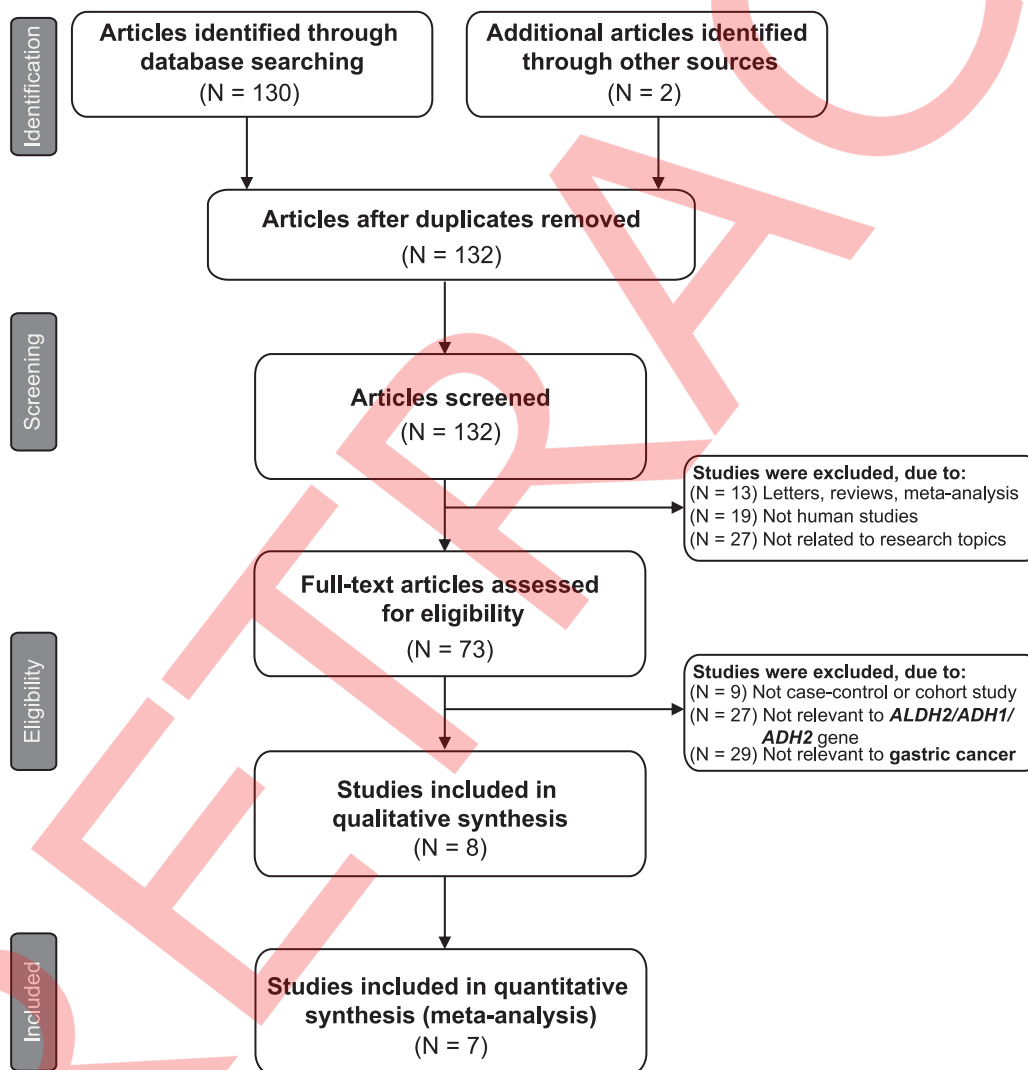 Identification
Articles identified through
database searching
(N = 130)
Additional articles identified
through other sources
(N = 2)
Articles after duplicates removed
(N = 132)
Screening
Articles screened
(N = 132)
Studies were excluded, due to:
(N = 13) Letters, reviews, meta-analysis
(N = 19) Not human studies
(N = 27) Not related to research topics
Eligibility
Full-text articles assessed
for eligibility
(N = 73)
Studies were excluded, due to:
(N = 9) Not case-control or cohort study
(N = 27) Not relevant to ALDH2/ADH1/
ADH2 gene
(N = 29) Not relevant to gastric cancer
Studies included in
qualitative synthesis
(N = 8)
Included
Studies included in quantitative
synthesis (meta-analysis)
(N = 7)
RETRAC